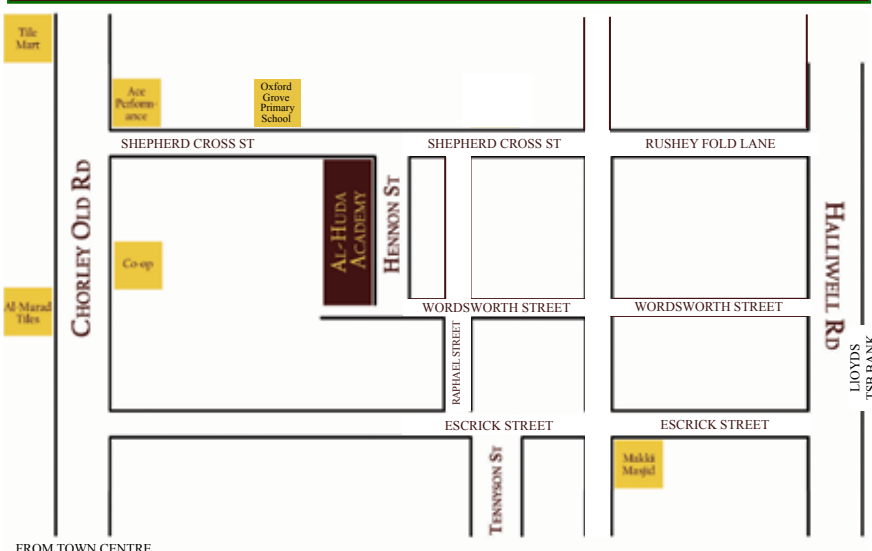 Tile
Mart
Ace
Perform-
ance
Oxford
Grove
Primary
School
SHEPHERD CROSS ST
SHEPHERD CROSS ST
RUSHEY FOLD LANE
CHORLEY OLD RD
AL-HUDA
ACADEMY
HENNON ST
HALLIWELL RD
Co-op
Al-Murad
Tiles
WORDSWORTH STREET
WORDSWORTH STREET
RAPHAEL STREET
LLOYDS
TSB BANK
ESCRICK STREET
ESCRICK STREET
TENNYSON ST
Makki
Masjid
FROM TOWN CENTRE